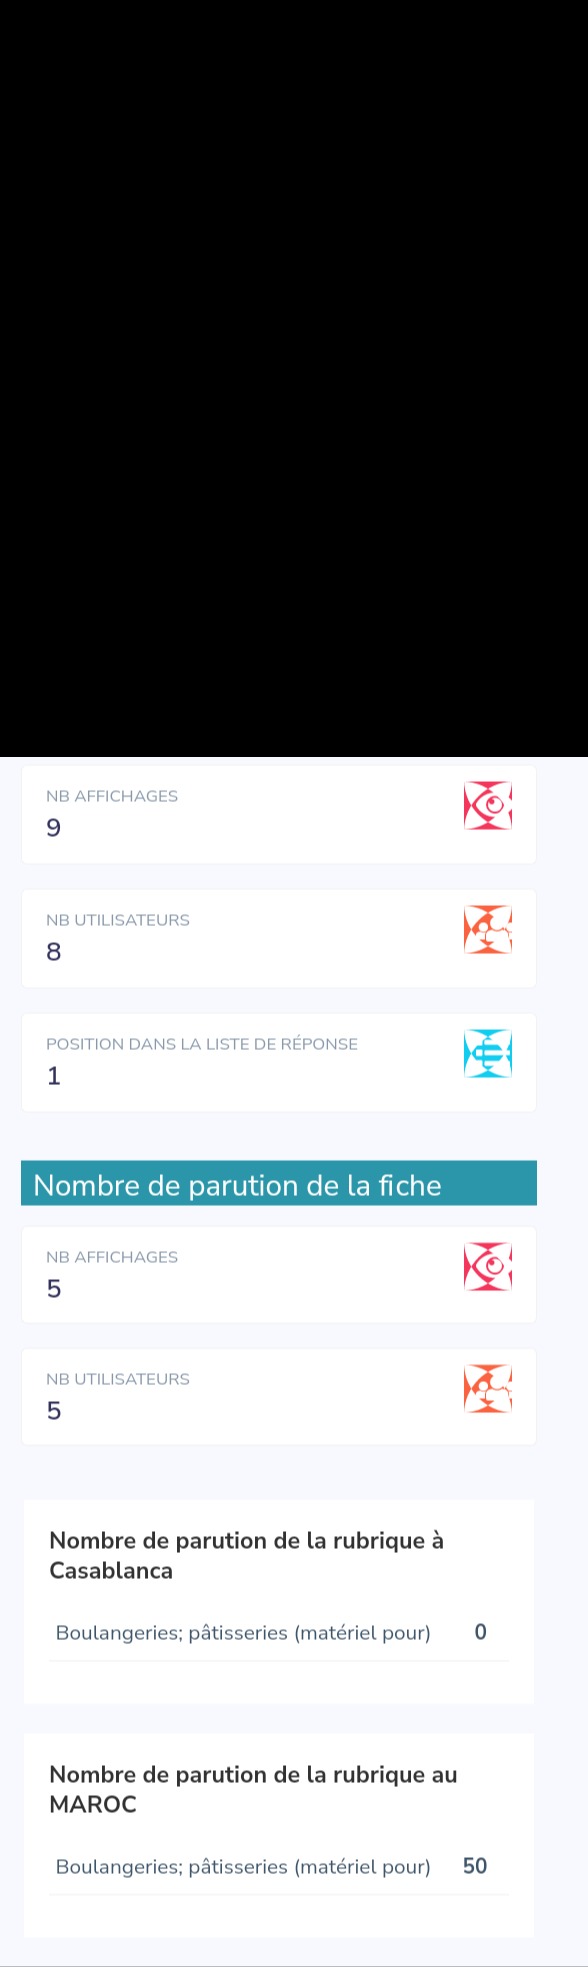 NB AFFICHAGES
9
NB UTILISATEURS
8
POSITION DANS LA LISTE DE RÉPONSE
1
Nombre de parution de la fiche
NB AFFICHAGES
5
NB UTILISATEURS
5
Nombre de parution de la rubrique à
Casablanca
Boulangeries; pâtisseries (matériel pour) 0
Nombre de parution de la rubrique au
MAROC
Boulangeries; pâtisseries (matériel pour) 50